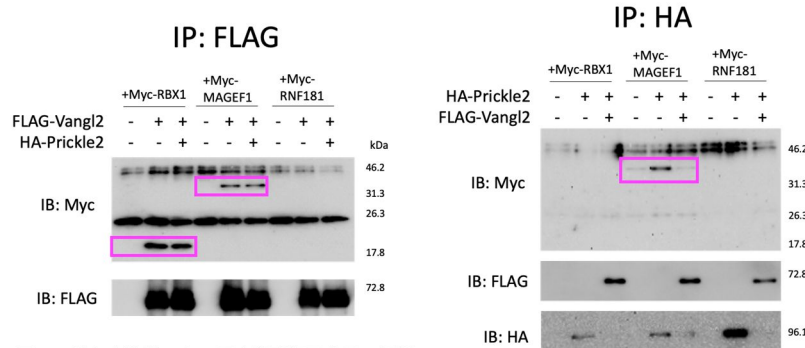 IP: FLAG
+Myc-RBX1
+Myc-
MAGEF1
+Myc-
RNF181
FLAG-Vangl2 - + + - + + - + +
HA-Prickle2 - - + - - + - - +
kDa
46.2
31.3
IB: Myc
26.3
17.8
IB: FLAG
72.8
IP: HA
+Myc-RBX1
+Myc-
MAGEF1
+Myc-
RNF181
HA-Prickle2 - + + - + + - + +
FLAG-Vangl2 - - + - - + - - +
46.2
IB: Myc
31.3
26.3
17.8
IB: FLAG
72.8
IB: HA
96.1